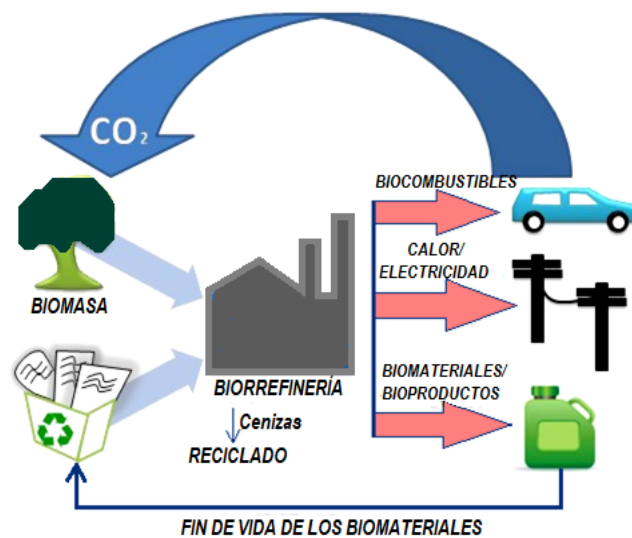 CO₂
BIOCOMBUSTIBLES
CALOR/
ELECTRICIDAD
BIOMASA
BIOMATERIALES/
BIOPRODUCTOS
BIORREFINERÍA
Cenizas
RECICLADO
FIN DE VIDA DE LOS BIOMATERIALES